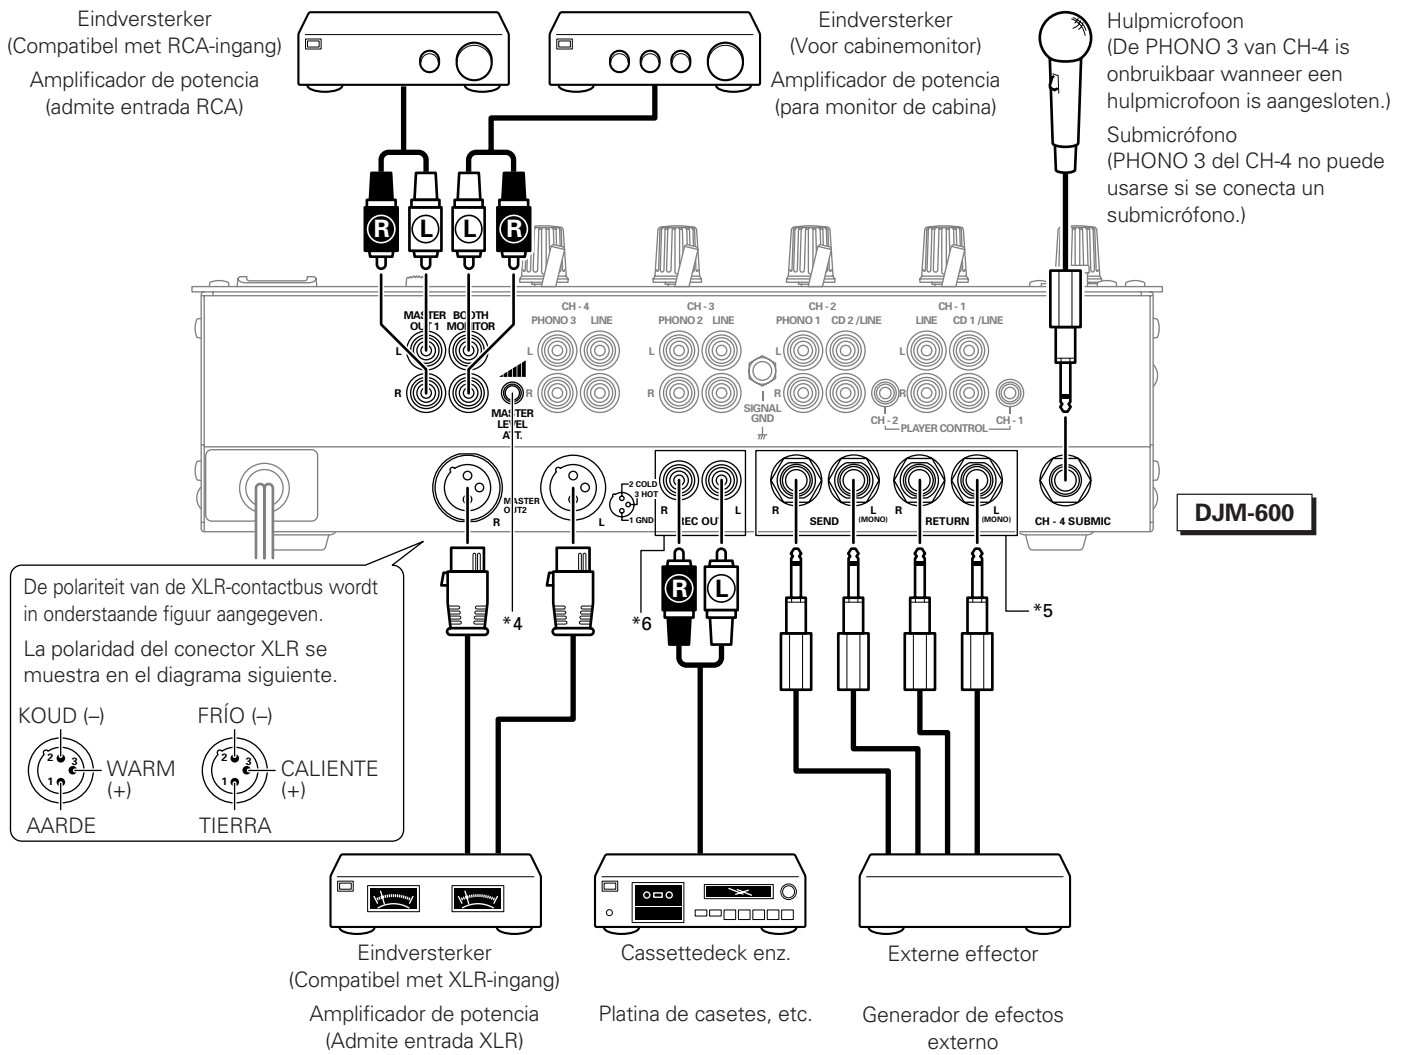 Eindversterker
(Compatibel met RCA-ingang)
Amplificador de potencia
(admite entrada RCA)
Eindversterker
(Voor cabinemonitor)
Amplificador de potencia
(para monitor de cabina)
Hulpmicrofoon
(De PHONO 3 van CH-4 is
onbruikbaar wanneer een
hulpmicrofoon is aangesloten.)
Submicrófono
(PHONO 3 del CH-4 no puede
usarse si se conecta un
submicrófono.)
R L L R
MASTER OUT 1
BOOTH MONITOR
CH - 4
PHONO 3 LINE
CH - 3
PHONO 2 LINE
CH - 2
PHONO 1 CD 2 /LINE
CH - 1
LINE CD 1 /LINE
L L L L L
R R R R R
MASTER
LEVEL
ATT.
SIGNAL
GND
CH - 2 PLAYER CONTROL CH - 1
MASTER
OUT2
R L
2 COLD
3 HOT
1 GND
R REC OUT L
R SEND L
(MONO)
R RETURN L
(MONO)
CH - 4 SUBMIC
DJM-600
De polariteit van de XLR-contactbus wordt
in onderstaande figuur aangegeven.
La polaridad del conector XLR se
muestra en el diagrama siguiente.
KOUD (–)
2 3 1
WARM
(+)
AARDE
FRÍO (–)
2 3 1
CALIENTE
(+)
TIERRA
*4
*6
R L
*5
Eindversterker
(Compatibel met XLR-ingang)
Amplificador de potencia
(Admite entrada XLR)
Cassettedeck enz.
Platina de casetes, etc.
Externe effector
Generador de efectos
externo